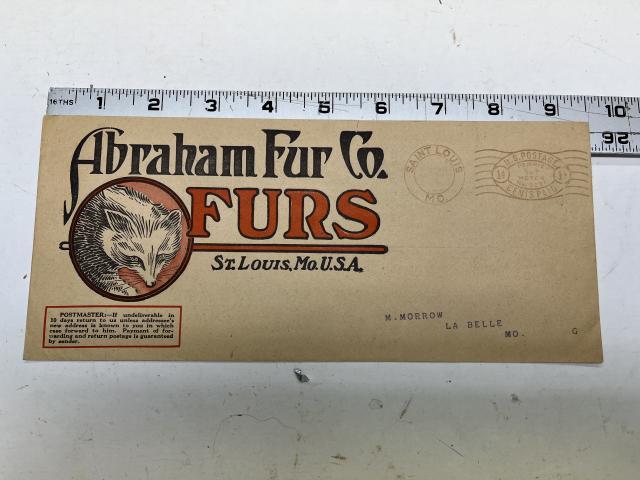 16THS 1 2 3 4 5 6 7 8 9 10
26
Abraham Fur Co.
FURS
ST. LOUIS, MO. U.S.A.
SAINT LOUIS
MO.
U.S. POSTAGE
1¢ 1¢
POSTMASTER:—If undeliverable in
10 days return to us unless addressee's
new address is known to you in which
case forward to him. Payment of for-
warding and return postage is guaranteed
by sender.
M. MORROW
LA BELLE
MO.
G